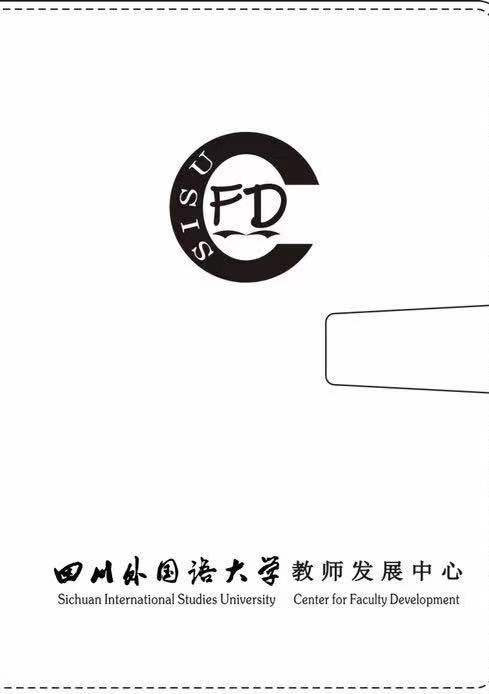 SISU
FD
四川外国语大学 教师发展中心
Sichuan International Studies University Center for Faculty Development